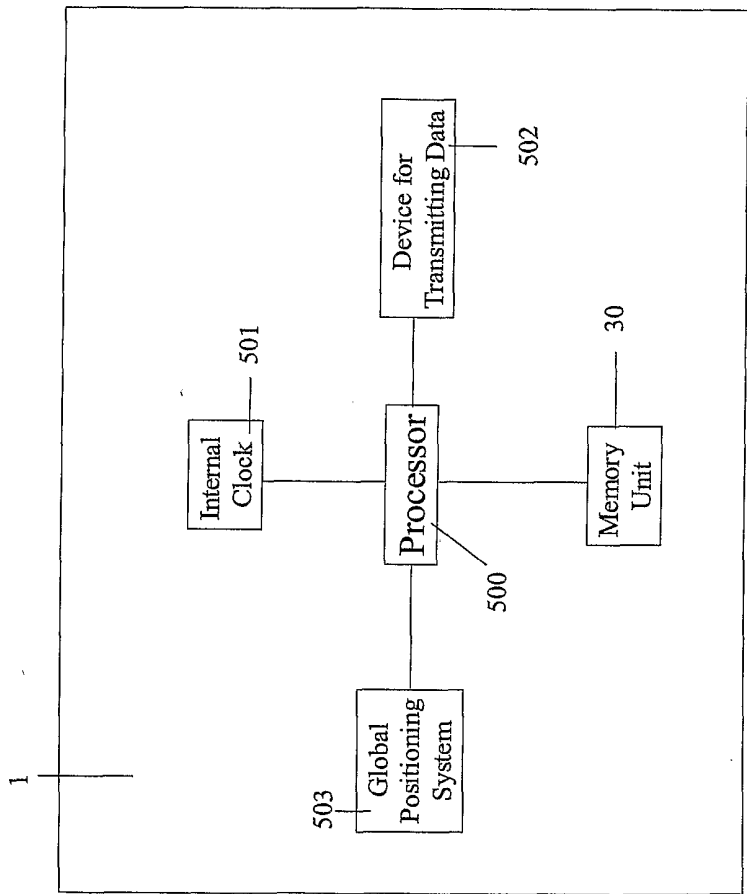 1
Internal
Clock
501
Global
Positioning
System
503
Processor
500
Device for
Transmitting Data
502
Memory
Unit
30